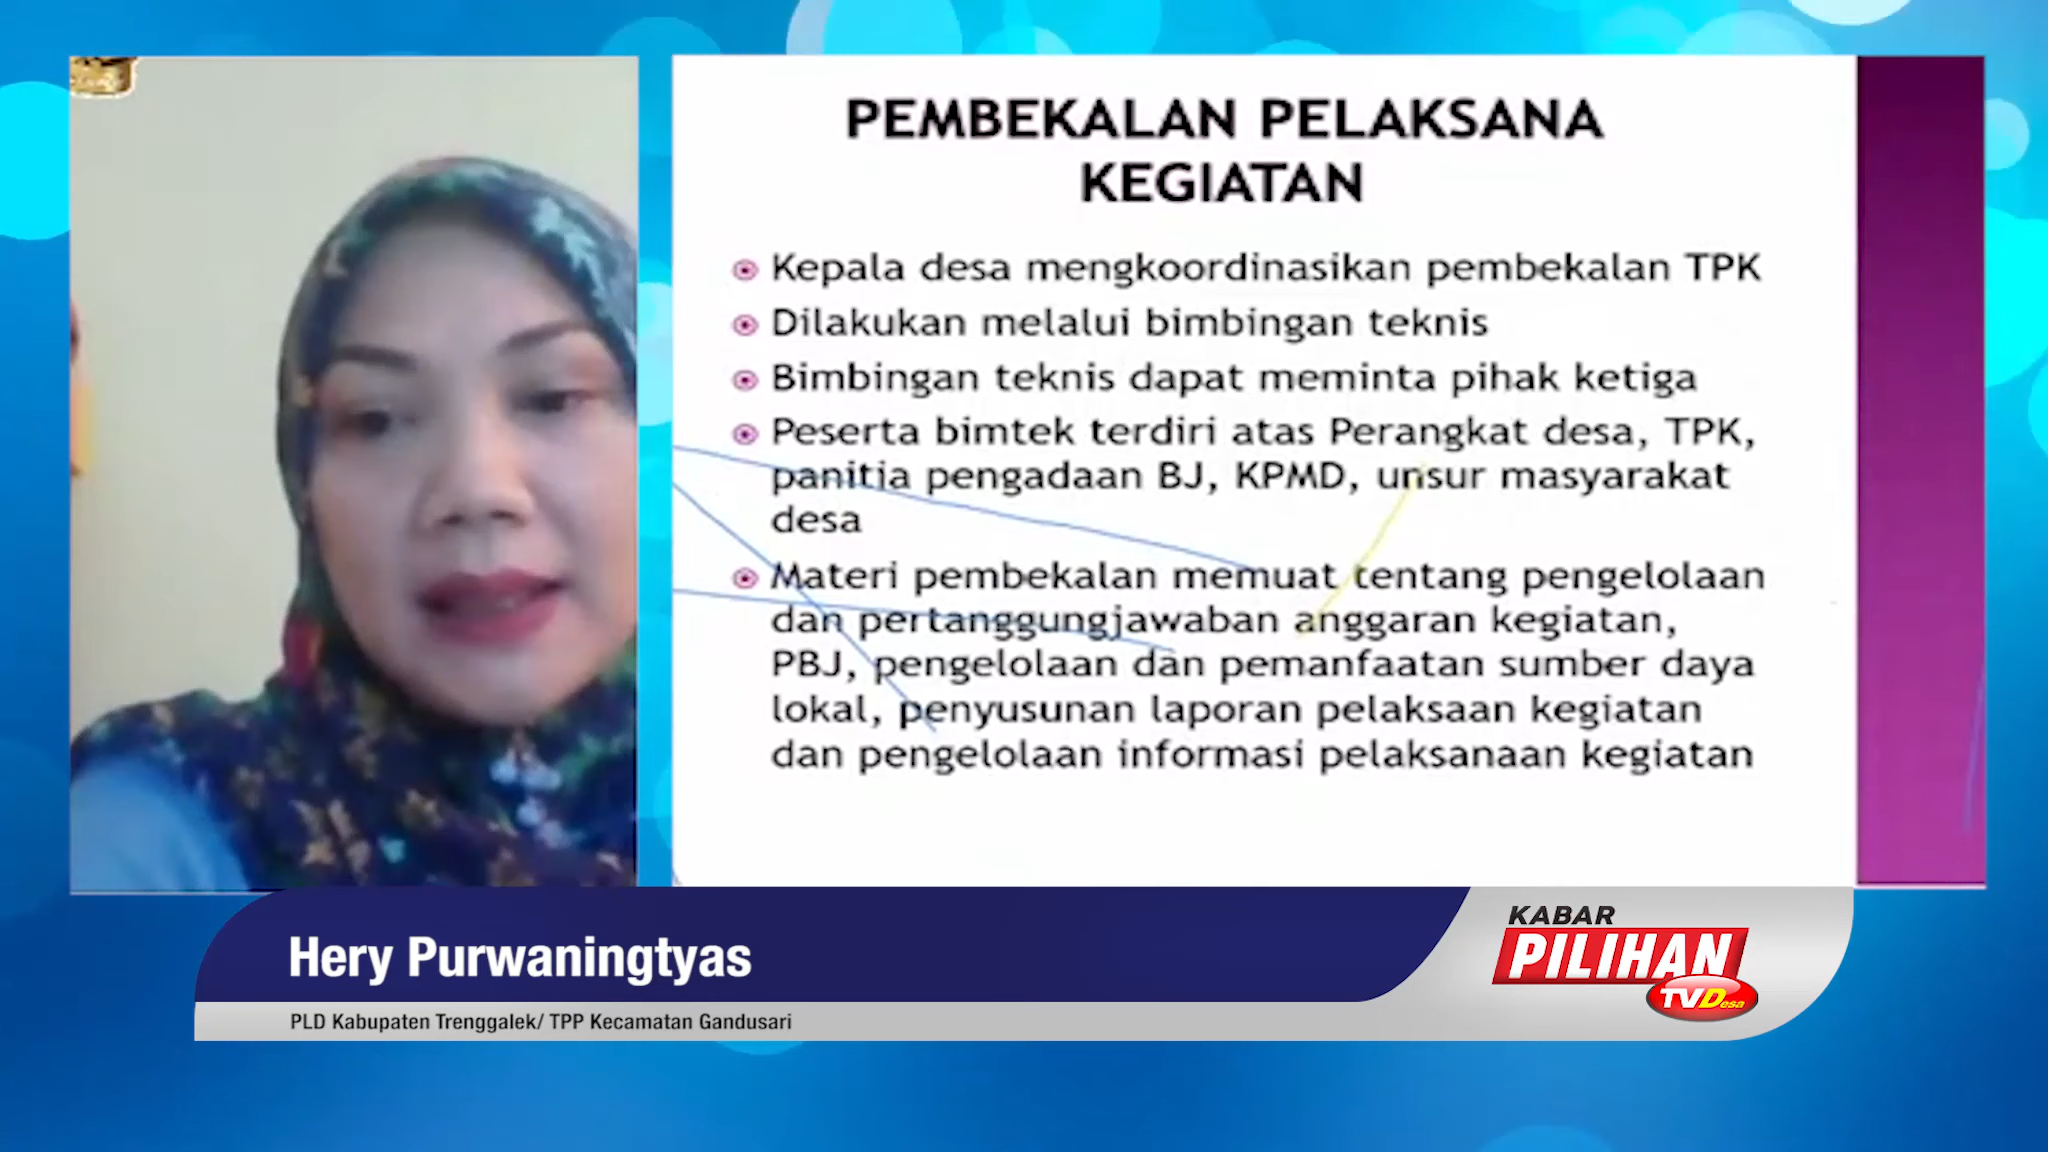 PEMBEKALAN PELAKSANA
KEGIATAN
Kepala desa mengkoordinasikan pembekalan TPK
Dilakukan melalui bimbingan teknis
Bimbingan teknis dapat meminta pihak ketiga
Peserta bimtek terdiri atas Perangkat desa, TPK,
panitia pengadaan BJ, KPMD, unsur masyarakat
desa
Materi pembekalan memuat tentang pengelolaan
dan pertanggungjawaban anggaran kegiatan,
PBJ, pengelolaan dan pemanfaatan sumber daya
lokal, penyusunan laporan pelaksaan kegiatan
dan pengelolaan informasi pelaksanaan kegiatan
Hery Purwaningtyas
PLD Kabupaten Trenggalek/ TPP Kecamatan Gandusari
KABAR
PILIHAN
TVDesa